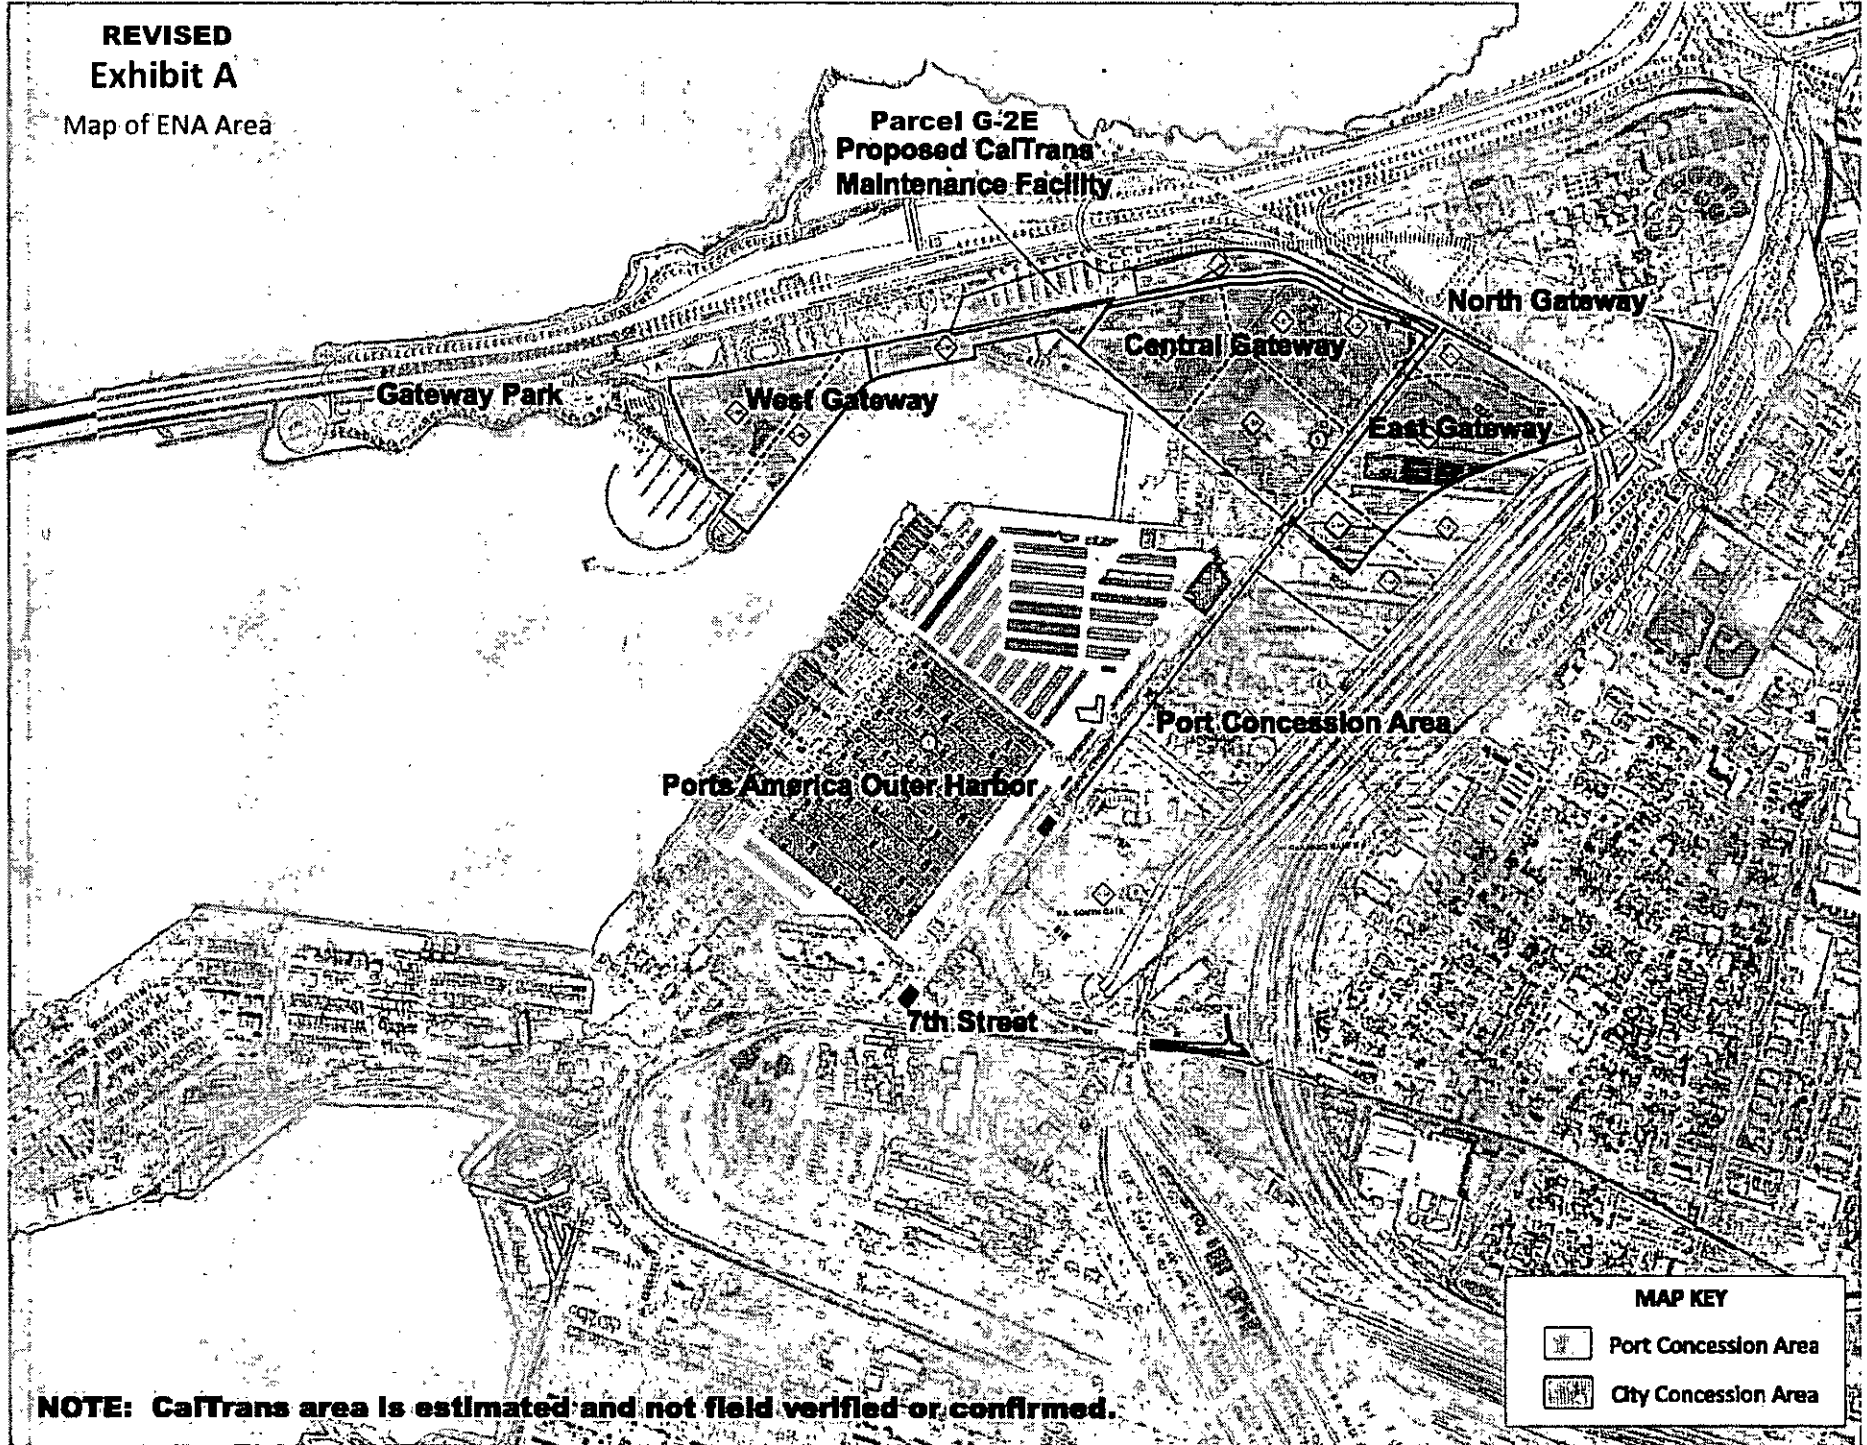 REVISED
Exhibit A
Map of ENA Area
Parcel G-2E
Proposed CalTrans
Maintenance Facility
North Gateway
Central Gateway
Gateway Park
West Gateway
East Gateway
Port Concession Area
Ports America Outer Harbor
7th Street
MAP KEY
Port Concession Area
City Concession Area
NOTE: CalTrans area is estimated and not field verified or confirmed.